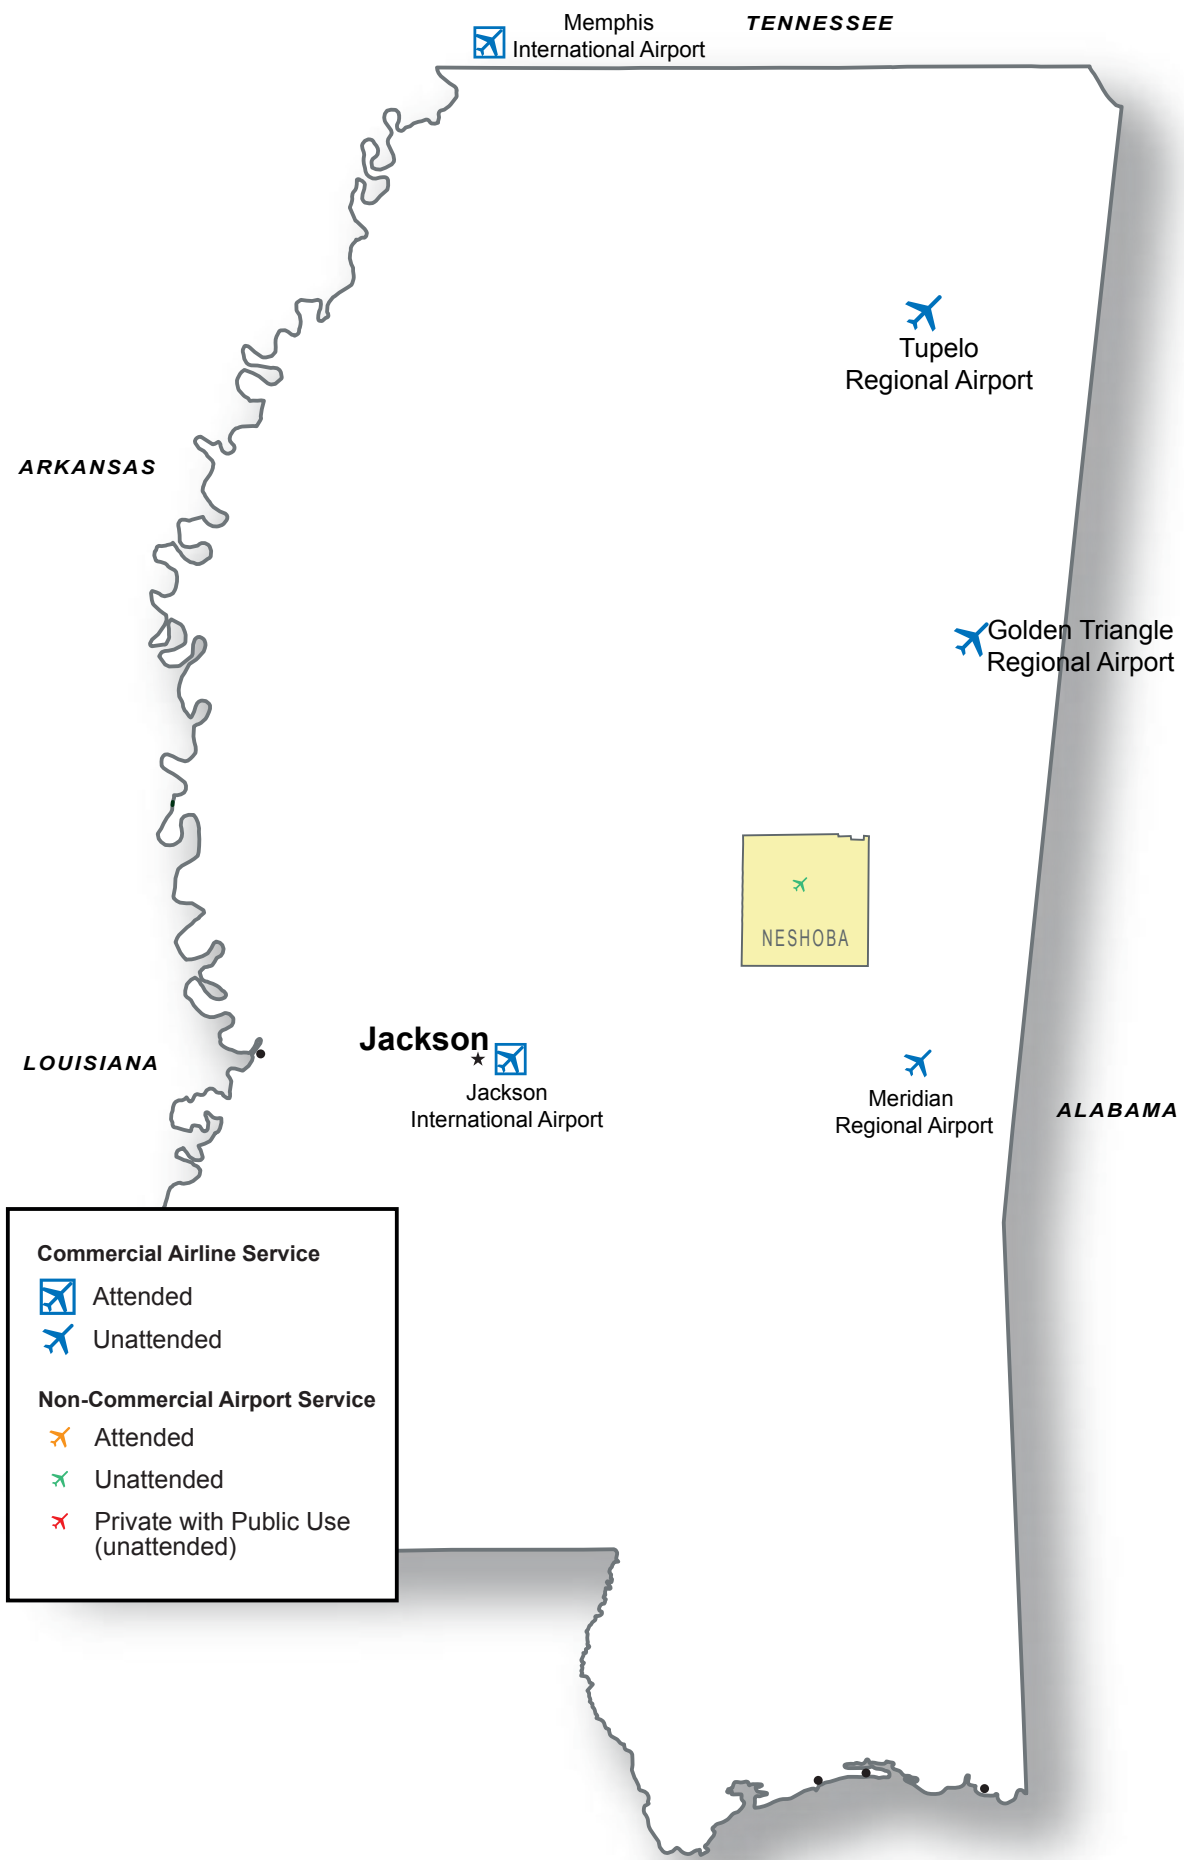 Memphis
International Airport
TENNESSEE
Tupelo
Regional Airport
ARKANSAS
Golden Triangle
Regional Airport
NESHOBA
Jackson
Jackson
International Airport
LOUISIANA
Meridian
Regional Airport
ALABAMA
Commercial Airline Service
Attended
Unattended
Non-Commercial Airport Service
Attended
Unattended
Private with Public Use
(unattended)